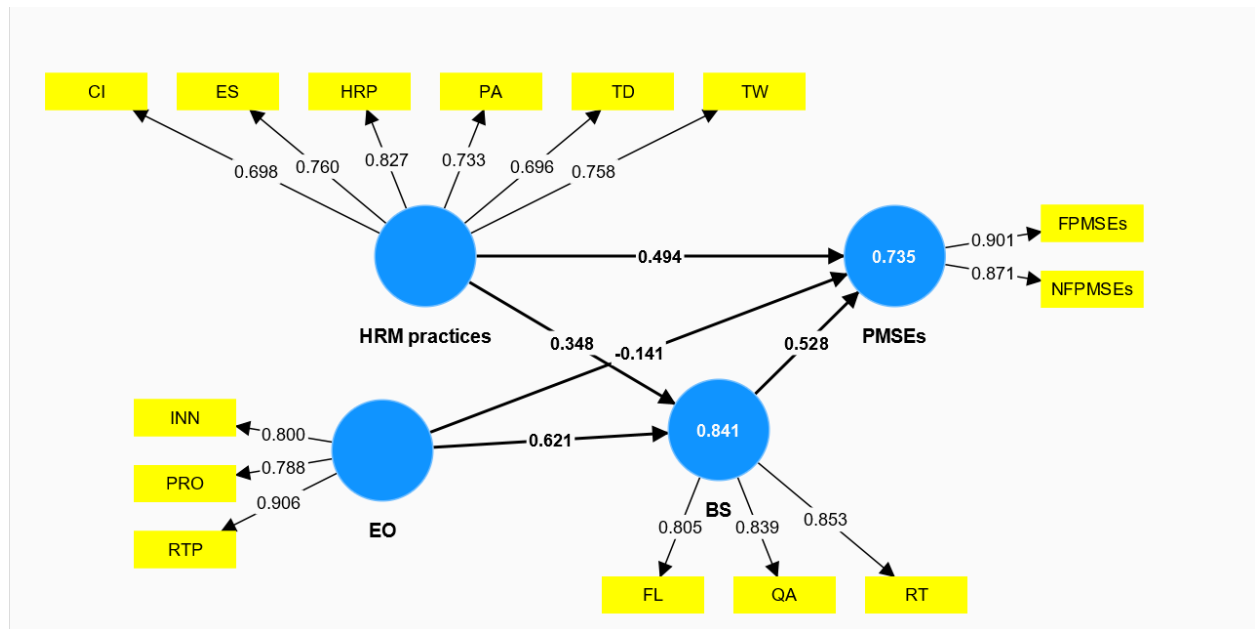 CI
ES
HRP
PA
TD
TW
0.698
0.760
0.827
0.733
0.696
0.758
HRM practices
0.494
0.735
PMSEs
0.901
FPMSEs
0.871
NFPMSEs
0.348
-0.141
0.528
INN
PRO
RTP
0.800
0.788
0.906
EO
0.621
0.841
BS
0.805
0.839
0.853
FL
QA
RT